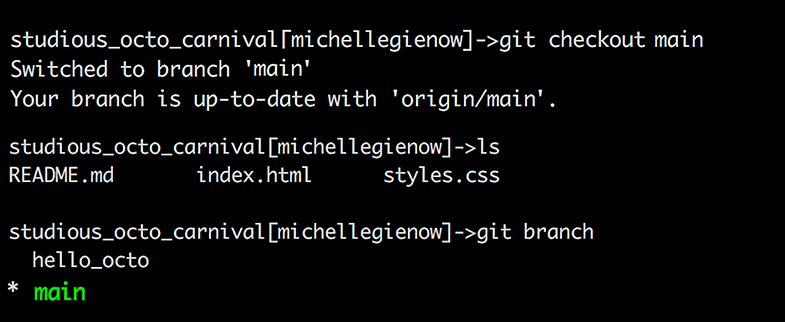 studious_octo_carnival[michellegienow]->git checkout main
Switched to branch 'main'
Your branch is up-to-date with 'origin/main'.
studious_octo_carnival[michellegienow]->ls
README.md index.html styles.css
studious_octo_carnival[michellegienow]->git branch
hello_octo
* main